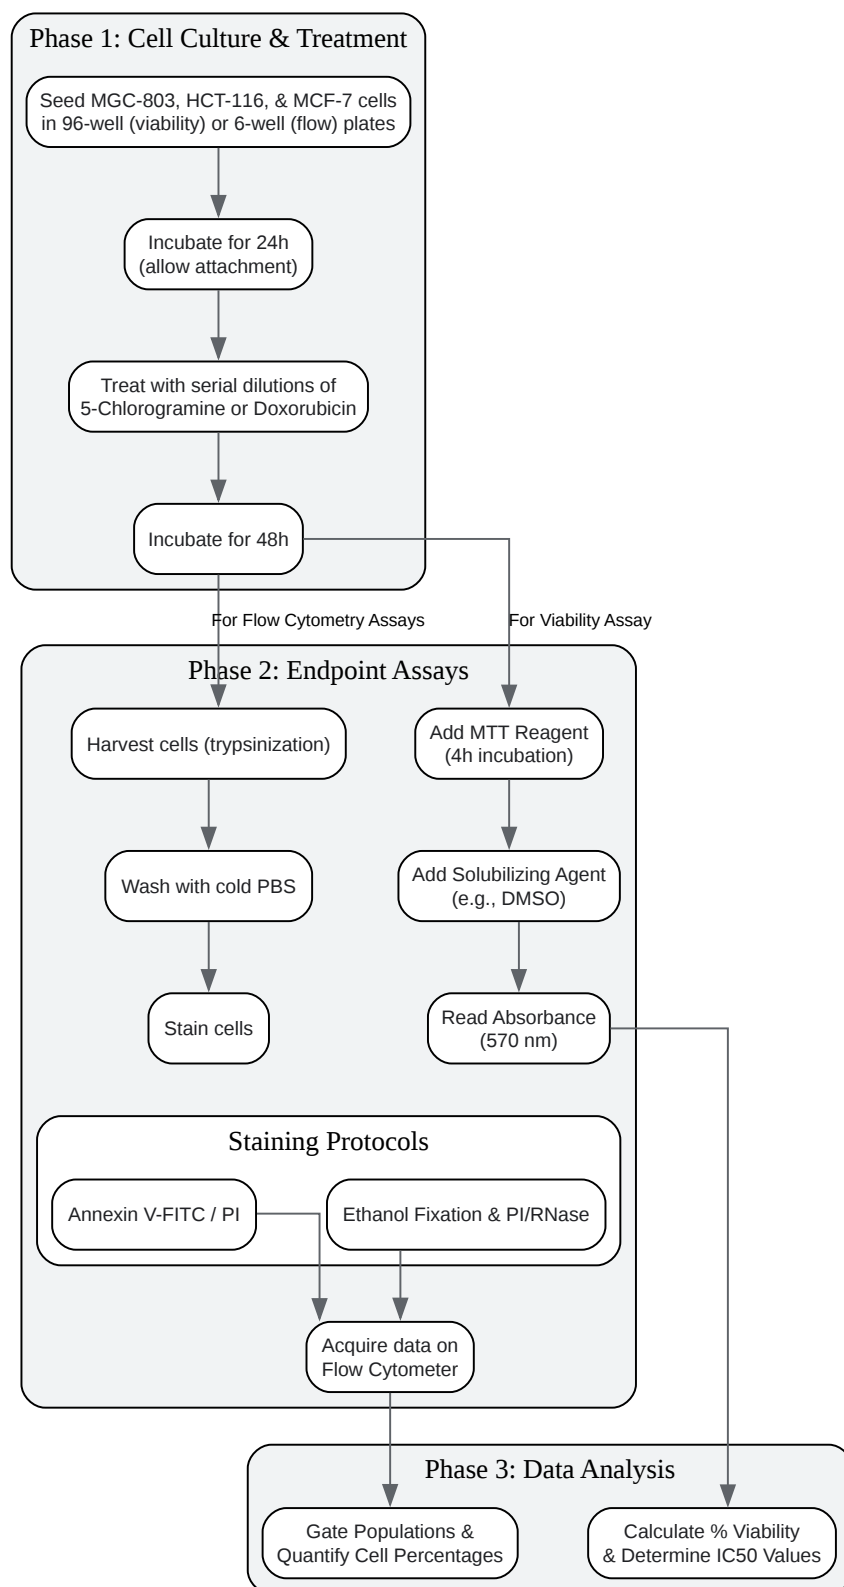 Phase 1: Cell Culture & Treatment
Seed MGC-803, HCT-116, & MCF-7 cells
in 96-well (viability) or 6-well (flow) plates
Incubate for 24h
(allow attachment)
Treat with serial dilutions of
5-Chlorogramine or Doxorubicin
Incubate for 48h
For Flow Cytometry Assays
For Viability Assay
Phase 2: Endpoint Assays
Harvest cells (trypsinization)
Add MTT Reagent
(4h incubation)
Wash with cold PBS
Add Solubilizing Agent
(e.g., DMSO)
Stain cells
Read Absorbance
(570 nm)
Staining Protocols
Annexin V-FITC / PI
Ethanol Fixation & PI/RNase
Acquire data on
Flow Cytometer
Phase 3: Data Analysis
Gate Populations &
Quantify Cell Percentages
Calculate % Viability
& Determine IC50 Values